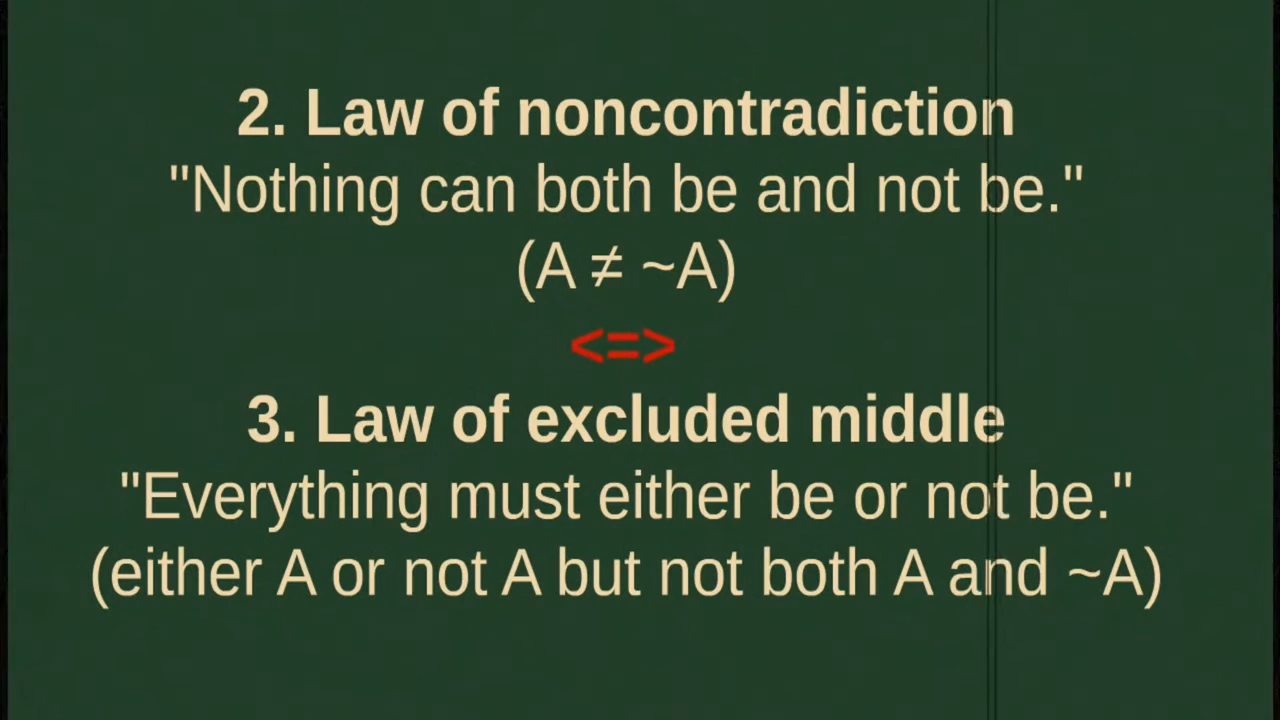 2. Law of noncontradiction
"Nothing can both be and not be."
(A ≠ ~A)
<=>
3. Law of excluded middle
"Everything must either be or not be."
(either A or not A but not both A and ~A)